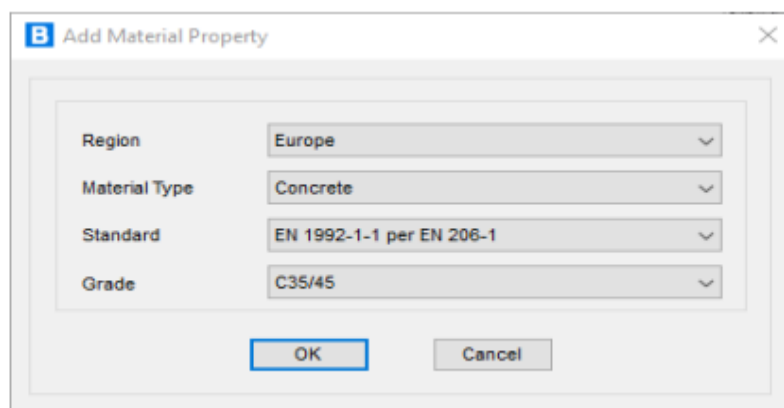 B Add Material Property
Region Europe
Material Type Concrete
Standard EN 1992-1-1 per EN 206-1
Grade C35/45
OK Cancel